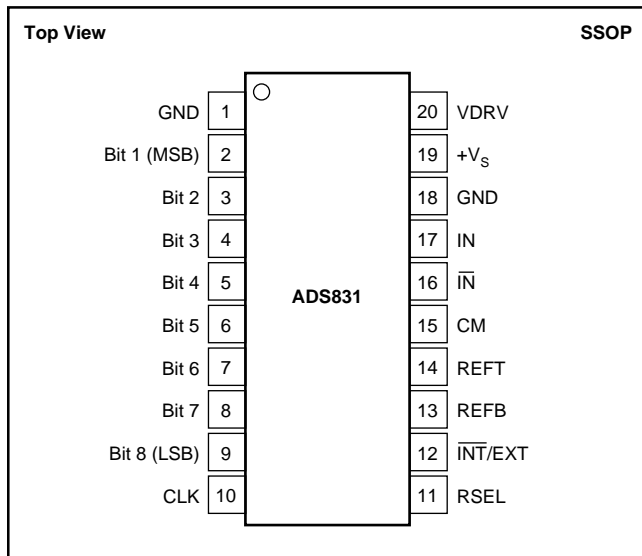 Top View SSOP
GND 1 20 VDRV
Bit 1 (MSB) 2 19 +VS
Bit 2 3 18 GND
Bit 3 4 17 IN
Bit 4 5 16 I̅N̅
ADS831
Bit 5 6 15 CM
Bit 6 7 14 REFT
Bit 7 8 13 REFB
Bit 8 (LSB) 9 12 I̅N̅T̅/EXT
CLK 10 11 RSEL